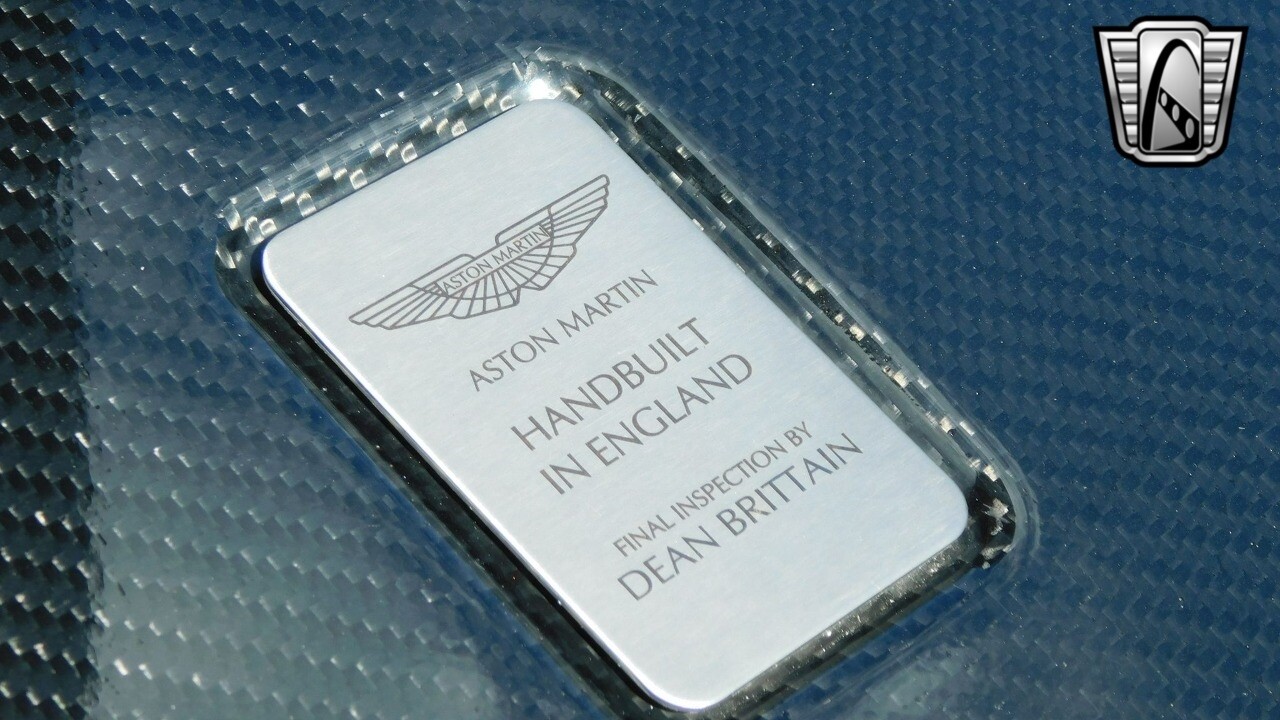 ASTON MARTIN
ASTON MARTIN
HANDBUILT
IN ENGLAND
FINAL INSPECTION BY
DEAN BRITTAIN